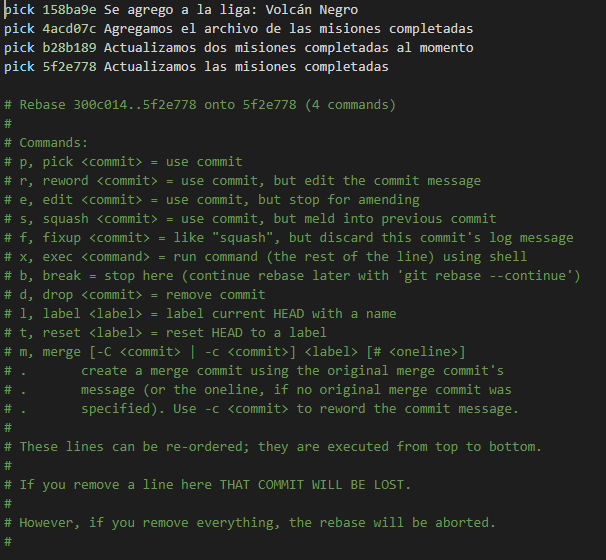 pick 158ba9e Se agrego a la liga: Volcán Negro
pick 4acd07c Agregamos el archivo de las misiones completadas
pick b28b189 Actualizamos dos misiones completadas al momento
pick 5f2e778 Actualizamos las misiones completadas

# Rebase 300c014..5f2e778 onto 5f2e778 (4 commands)
#
# Commands:
# p, pick <commit> = use commit
# r, reword <commit> = use commit, but edit the commit message
# e, edit <commit> = use commit, but stop for amending
# s, squash <commit> = use commit, but meld into previous commit
# f, fixup <commit> = like "squash", but discard this commit's log message
# x, exec <command> = run command (the rest of the line) using shell
# b, break = stop here (continue rebase later with 'git rebase --continue')
# d, drop <commit> = remove commit
# l, label <label> = label current HEAD with a name
# t, reset <label> = reset HEAD to a label
# m, merge [-C <commit> | -c <commit>] <label> [# <oneline>]
# .       create a merge commit using the original merge commit's
# .       message (or the oneline, if no original merge commit was
# .       specified). Use -c <commit> to reword the commit message.
#
# These lines can be re-ordered; they are executed from top to bottom.
#
# If you remove a line here THAT COMMIT WILL BE LOST.
#
# However, if you remove everything, the rebase will be aborted.
#